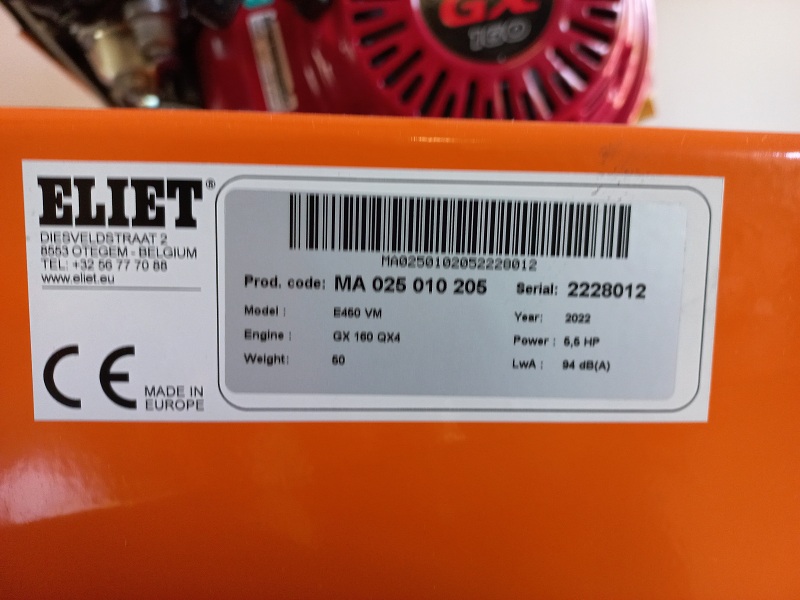 GX
160
ELIET®
DIESVELDSTRAAT 2
8553 OTEGEM - BELGIUM
TEL: +32 56 77 70 88
www.eliet.eu
CE
MADE IN
EUROPE
MA0250102052228012
Prod. code: MA 025 010 205 Serial: 2228012
Model : E460 VM Year: 2022
Engine : GX 160 QX4 Power : 5,5 HP
Weight: 60 LwA : 94 dB(A)